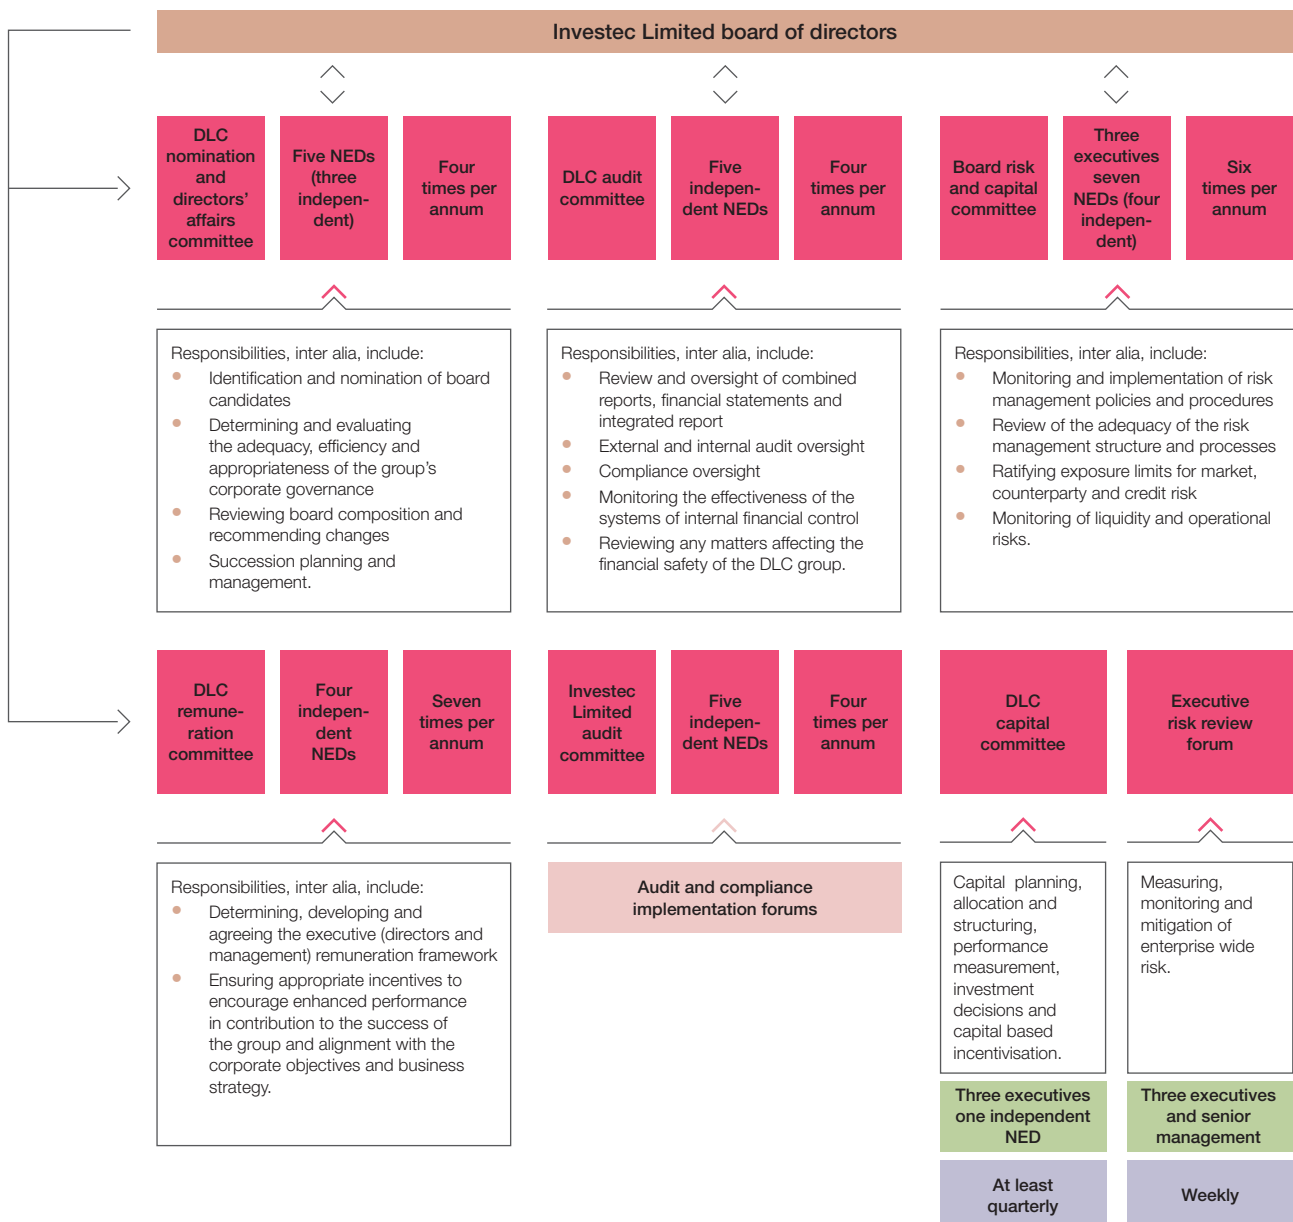 Investec Limited board of directors
DLC
nomination
and
directors'
affairs
committee
Five NEDs
(three
indepen-
dent)
Four
times per
annum
DLC audit
committee
Five
indepen-
dent NEDs
Four
times per
annum
Board risk
and capital
committee
Three
executives
seven
NEDs (four
indepen-
dent)
Six
times per
annum
Responsibilities, inter alia, include:
• Identification and nomination of board
candidates
• Determining and evaluating
the adequacy, efficiency and
appropriateness of the group's
corporate governance
• Reviewing board composition and
recommending changes
• Succession planning and
management.
Responsibilities, inter alia, include:
• Review and oversight of combined
reports, financial statements and
integrated report
• External and internal audit oversight
• Compliance oversight
• Monitoring the effectiveness of the
systems of internal financial control
• Reviewing any matters affecting the
financial safety of the DLC group.
Responsibilities, inter alia, include:
• Monitoring and implementation of risk
management policies and procedures
• Review of the adequacy of the risk
management structure and processes
• Ratifying exposure limits for market,
counterparty and credit risk
• Monitoring of liquidity and operational
risks.
DLC
remune-
ration
committee
Four
indepen-
dent
NEDs
Seven
times per
annum
Investec
Limited
audit
committee
Five
indepen-
dent NEDs
Four
times per
annum
DLC
capital
committee
Executive
risk review
forum
Responsibilities, inter alia, include:
• Determining, developing and
agreeing the executive (directors and
management) remuneration framework
• Ensuring appropriate incentives to
encourage enhanced performance
in contribution to the success of
the group and alignment with the
corporate objectives and business
strategy.
Audit and compliance
implementation forums
Capital planning,
allocation and
structuring,
performance
measurement,
investment
decisions and
capital based
incentivisation.
Three executives
one independent
NED
At least
quarterly
Measuring,
monitoring and
mitigation of
enterprise wide
risk.
Three executives
and senior
management
Weekly